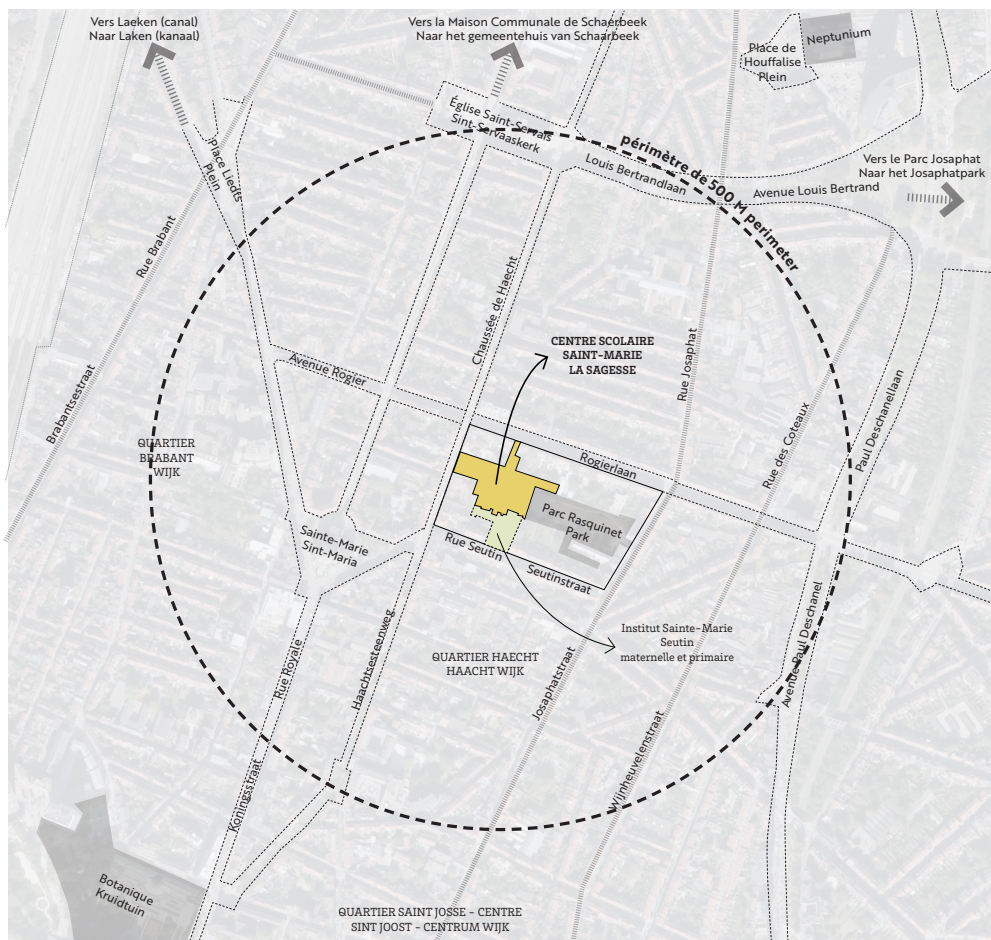 Vers Laeken (canal)
Naar Laken (kanaal)
Vers la Maison Communale de Schaerbeek
Naar het gemeentehuis van Schaarbeek
Neptunium
Place de
Houffalise
Plein
Église Saint-Servais
Sint-Servaaskerk
périmètre de 500 M perimeter
Place Liedts
Plein
Louis Bertrandlaan
Avenue Louis Bertrand
Vers le Parc Josaphat
Naar het Josaphatpark
Rue Brabant
Chaussée de Haecht
CENTRE SCOLAIRE
SAINT-MARIE
LA SAGESSE
Rue Josaphat
Avenue Rogier
Brabantsestraat
Paul Deschanellaan
Rue des Coteaux
QUARTIER
BRABANT
WIJK
Rogierlaan
Parc Rasquinet
Park
Sainte-Marie
Sint-Maria
Rue Seutin
Seutinstraat
Institut Sainte-Marie
Seutin
maternelle et primaire
Avenue Paul Deschanel
QUARTIER HAECHT
HAACHT WIJK
Rue Royale
Haachtsesteenweg
Josaphatstraat
Wijnheuvelenstraat
Koningsstraat
Botanique
Kruidtuin
QUARTIER SAINT JOSSE - CENTRE
SINT JOOST - CENTRUM WIJK